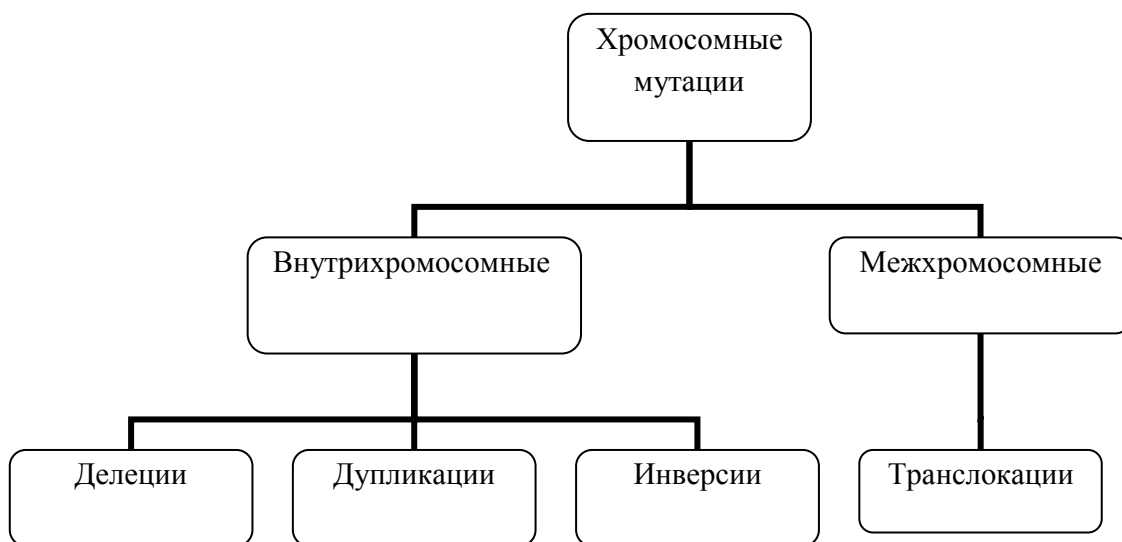 Хромосомные
мутации
Внутрихромосомные
Межхромосомные
Делеции
Дупликации
Инверсии
Транслокации